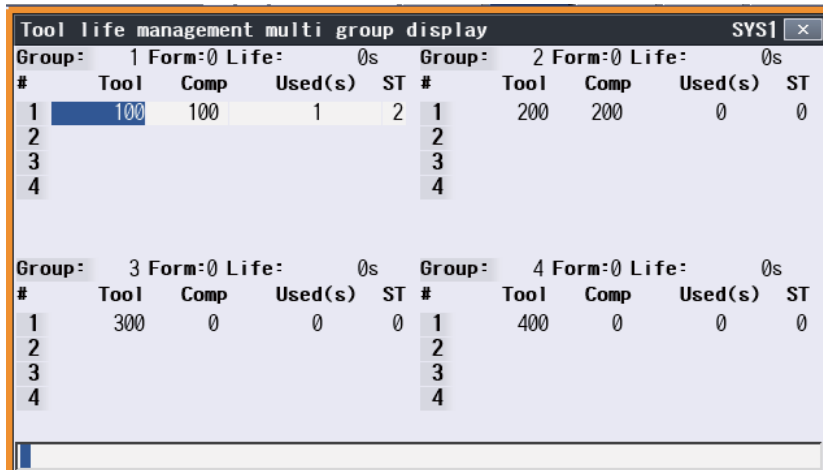 Tool life management multi group display SYS1 ×
Group: 1 Form:0 Life: 0s Group: 2 Form:0 Life: 0s
# Tool Comp Used(s) ST # Tool Comp Used(s) ST
1 100 100 1 2 1 200 200 0 0
2 2
3 3
4 4
Group: 3 Form:0 Life: 0s Group: 4 Form:0 Life: 0s
# Tool Comp Used(s) ST # Tool Comp Used(s) ST
1 300 0 0 0 1 400 0 0 0
2 2
3 3
4 4